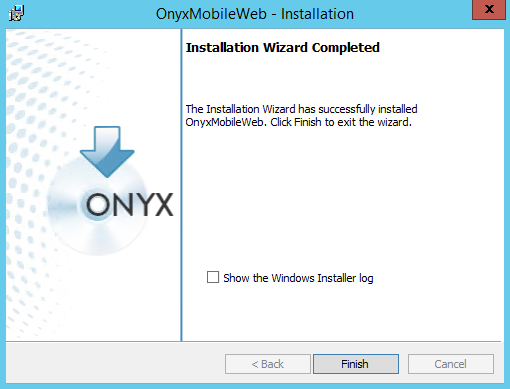 OnyxMobileWeb - Installation
x
Installation Wizard Completed
The Installation Wizard has successfully installed
OnyxMobileWeb. Click Finish to exit the wizard.
ONYX
Show the Windows Installer log
< Back
Finish
Cancel